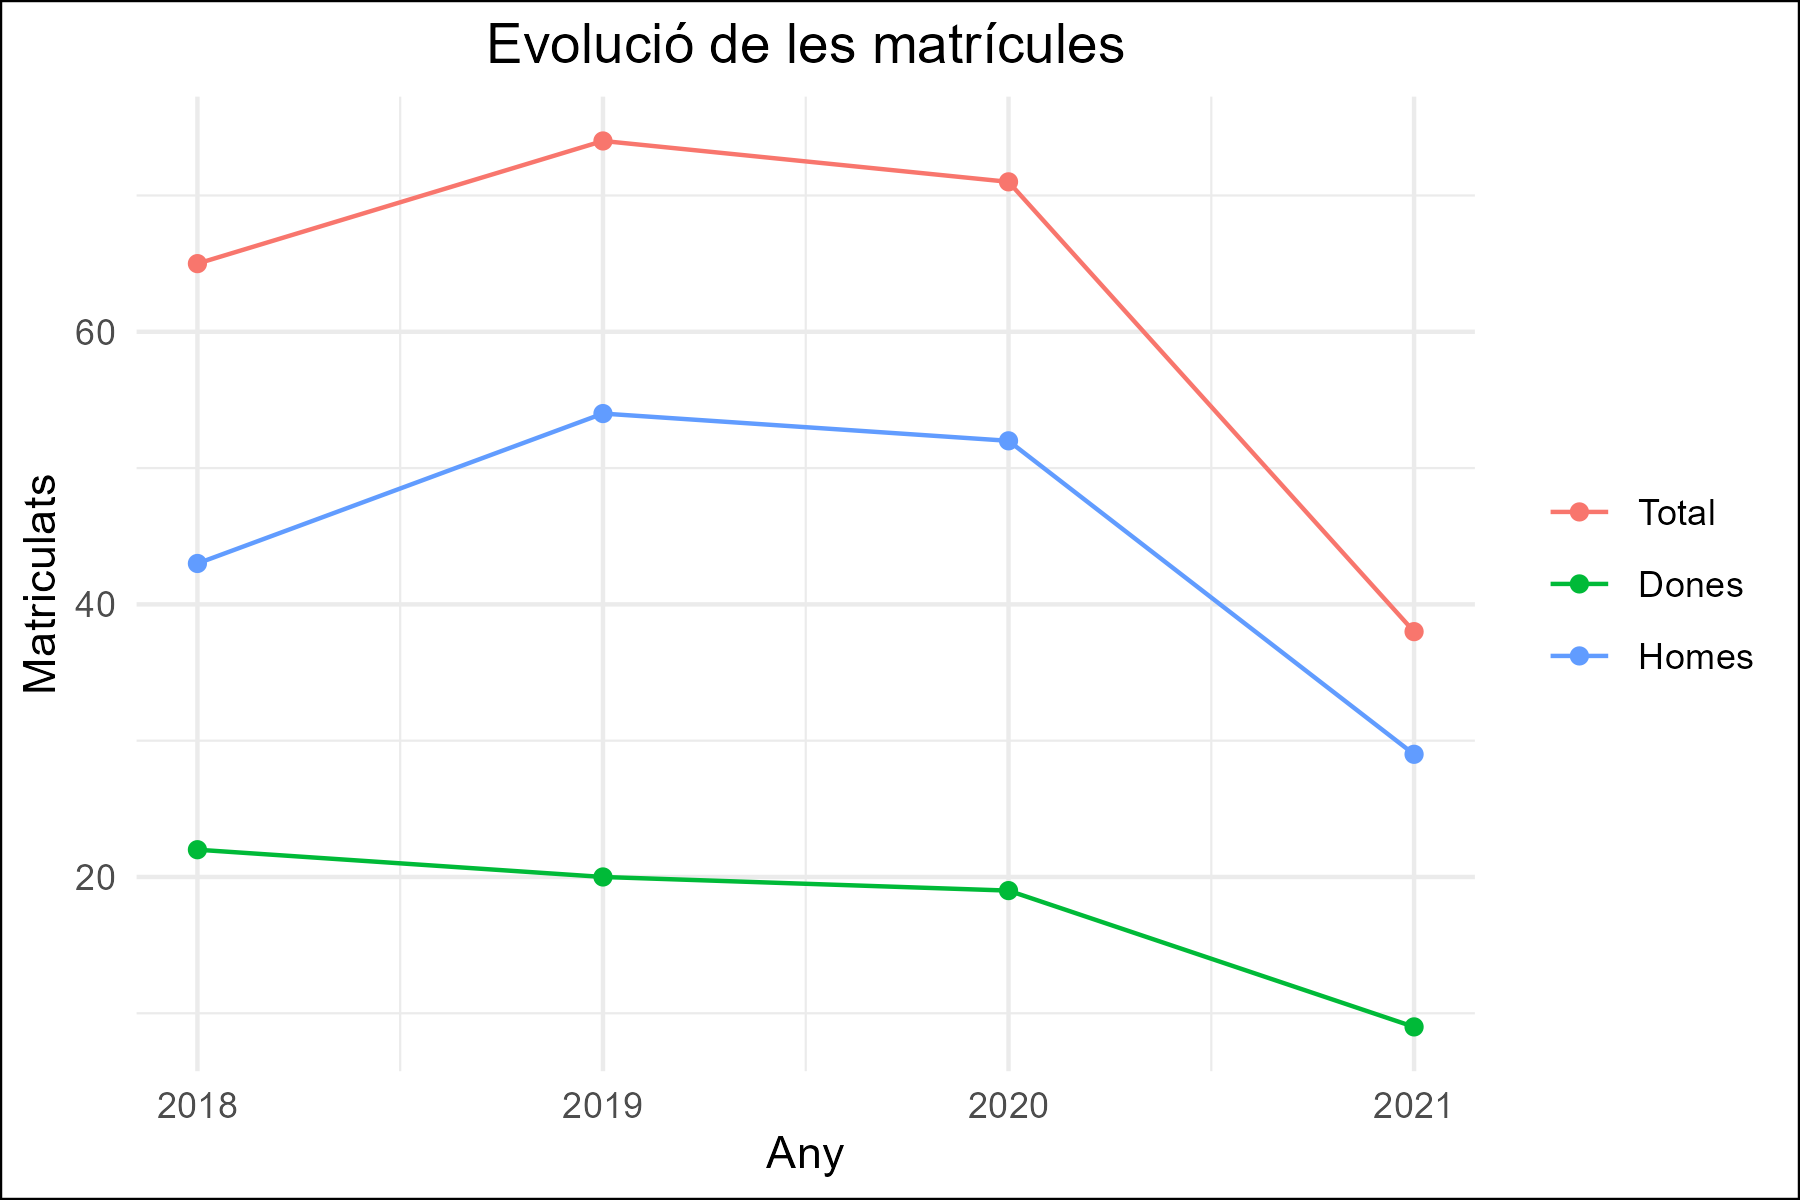 Evolució de les matrícules
Matriculats
60
40
20
2018
2019
2020
2021
Any
Total
Dones
Homes